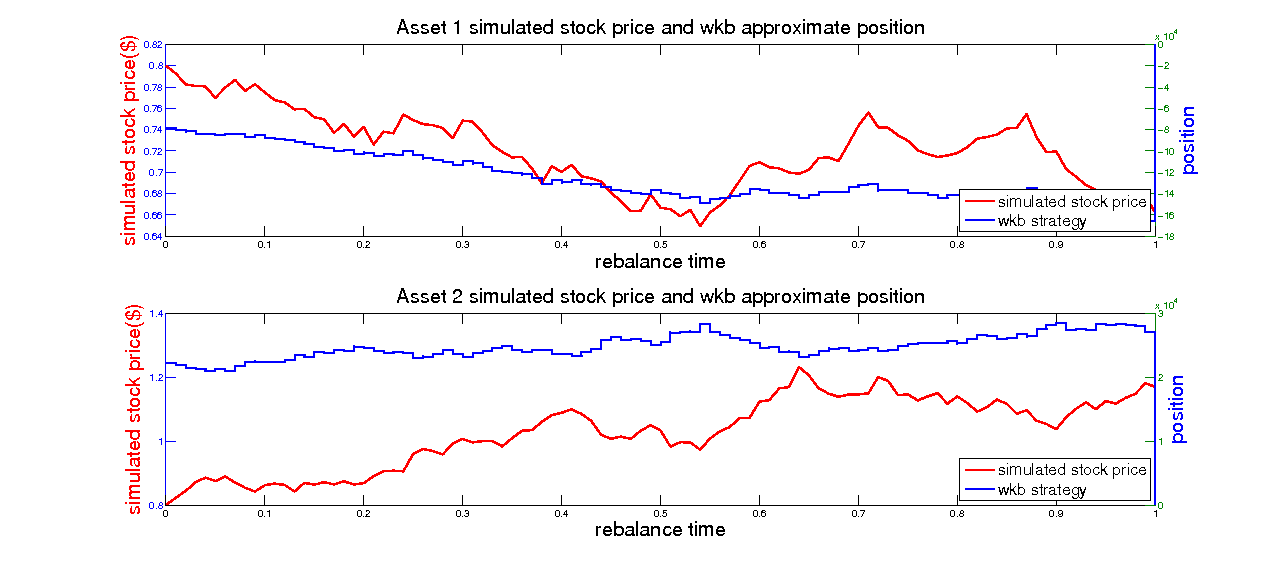 Asset 1 simulated stock price and wkb approximate position
x 10^4
simulated stock price($)
0.82
0.8
0.78
0.76
0.74
0.72
0.7
0.68
0.66
0.64
0
-2
-4
-6
-8
-10
-12
-14
-16
-18
position
simulated stock price
wkb strategy
0 0.1 0.2 0.3 0.4 0.5 0.6 0.7 0.8 0.9 1
rebalance time
Asset 2 simulated stock price and wkb approximate position
x 10^4
simulated stock price($)
1.4
1.2
1
0.8
3
2
1
0
position
simulated stock price
wkb strategy
0 0.1 0.2 0.3 0.4 0.5 0.6 0.7 0.8 0.9 1
rebalance time